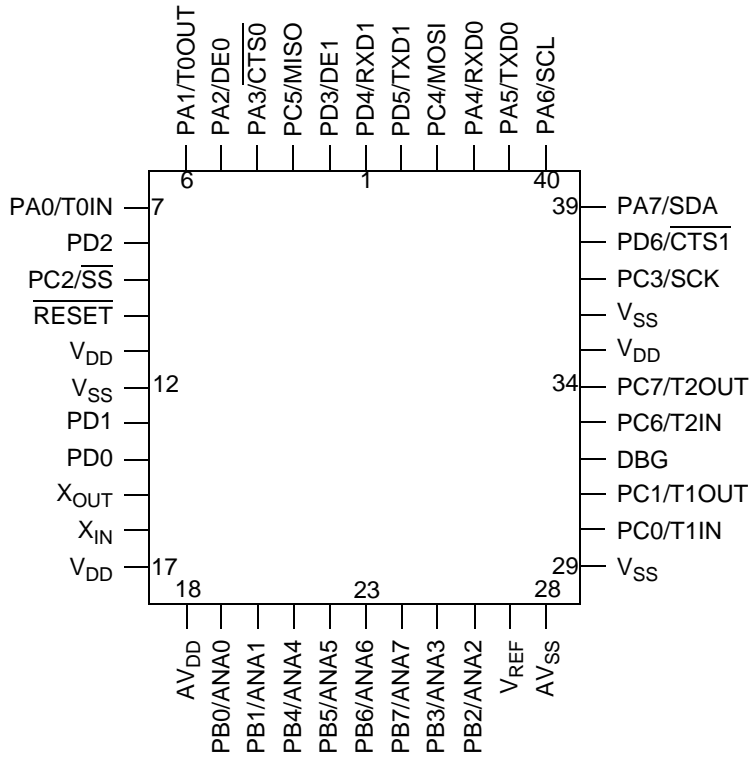 PA1/T0OUT
PA2/DE0
PA3/CTS0
PC5/MISO
PD3/DE1
PD4/RXD1
PD5/TXD1
PC4/MOSI
PA4/RXD0
PA5/TXD0
PA6/SCL
6
1
40
PA0/T0IN
7
PD2
PC2/SS
RESET
VDD
VSS
12
PD1
PD0
XOUT
XIN
VDD
17
39
PA7/SDA
PD6/CTS1
PC3/SCK
VSS
VDD
34
PC7/T2OUT
PC6/T2IN
DBG
PC1/T1OUT
PC0/T1IN
29
VSS
18
23
28
AVDD
PB0/ANA0
PB1/ANA1
PB4/ANA4
PB5/ANA5
PB6/ANA6
PB7/ANA7
PB3/ANA3
PB2/ANA2
VREF
AVSS